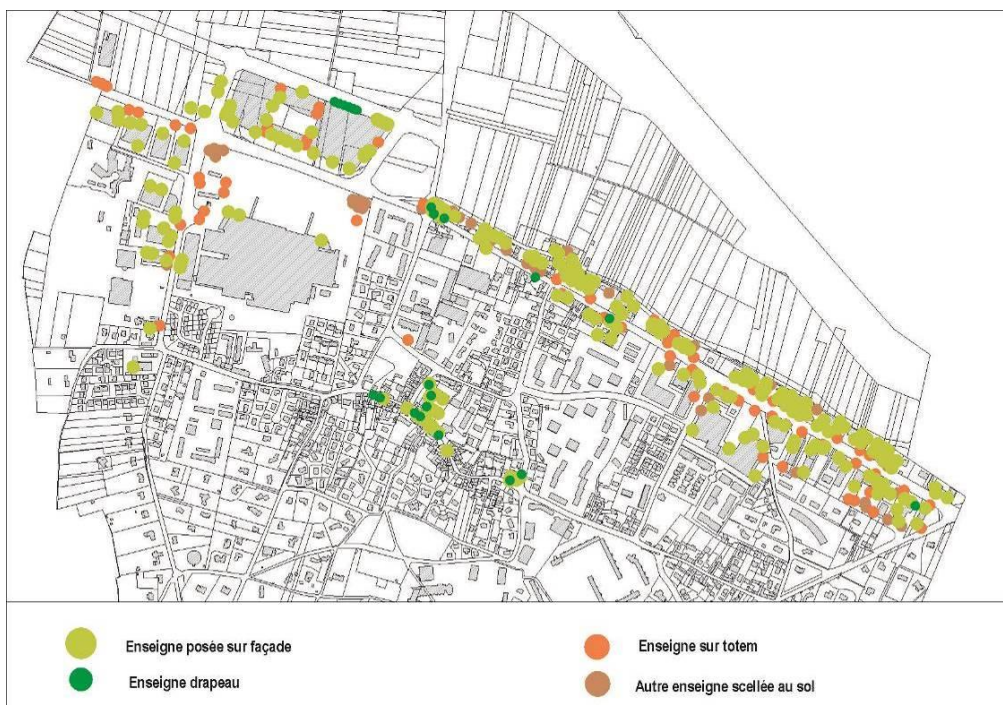 Enseigne posée sur façade
Enseigne drapeau
Enseigne sur totem
Autre enseigne scellée au sol